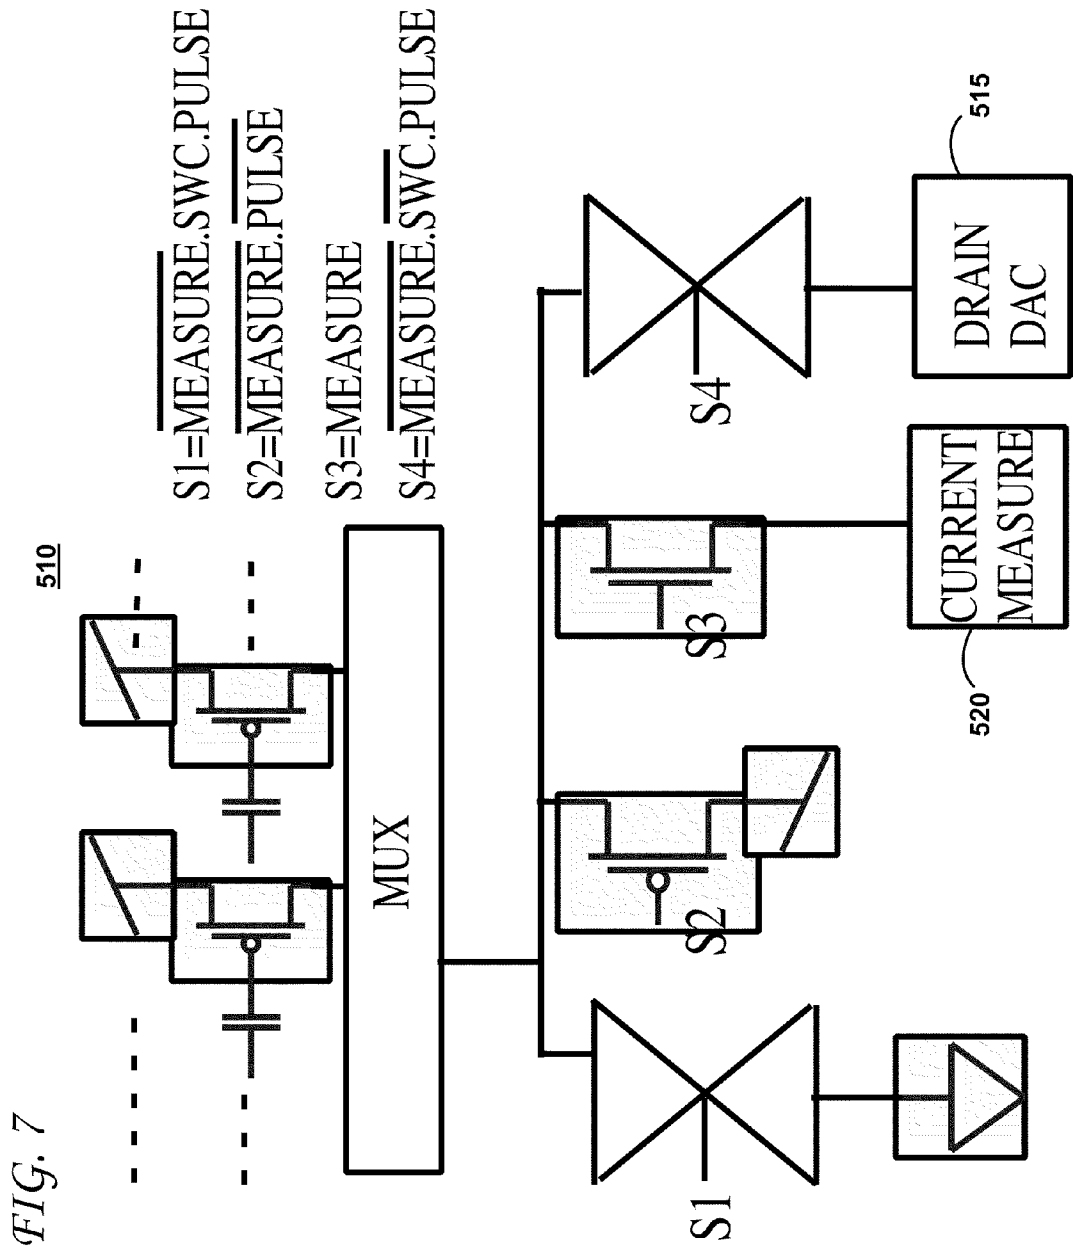 FIG. 7
510
S1=MEASURE.SWC.PULSE
S2=MEASURE.PULSE
S3=MEASURE
S4=MEASURE.SWC.PULSE
MUX
S1
S2
S3
S4
CURRENT
MEASURE
520
DRAIN
DAC
515